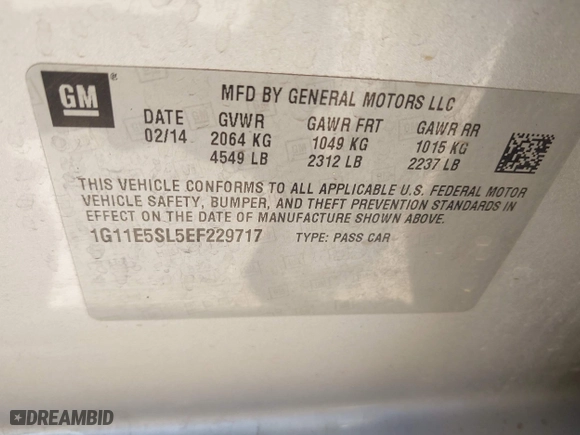 GM ®
MFD BY GENERAL MOTORS LLC
DATE GVWR GAWR FRT GAWR RR
02/14 2064 KG 1049 KG 1015 KG
4549 LB 2312 LB 2237 LB
THIS VEHICLE CONFORMS TO ALL APPLICABLE U.S. FEDERAL MOTOR
VEHICLE SAFETY, BUMPER, AND THEFT PREVENTION STANDARDS IN
EFFECT ON THE DATE OF MANUFACTURE SHOWN ABOVE.
1G11E5SL5EF229717 TYPE: PASS CAR
DREAMBID